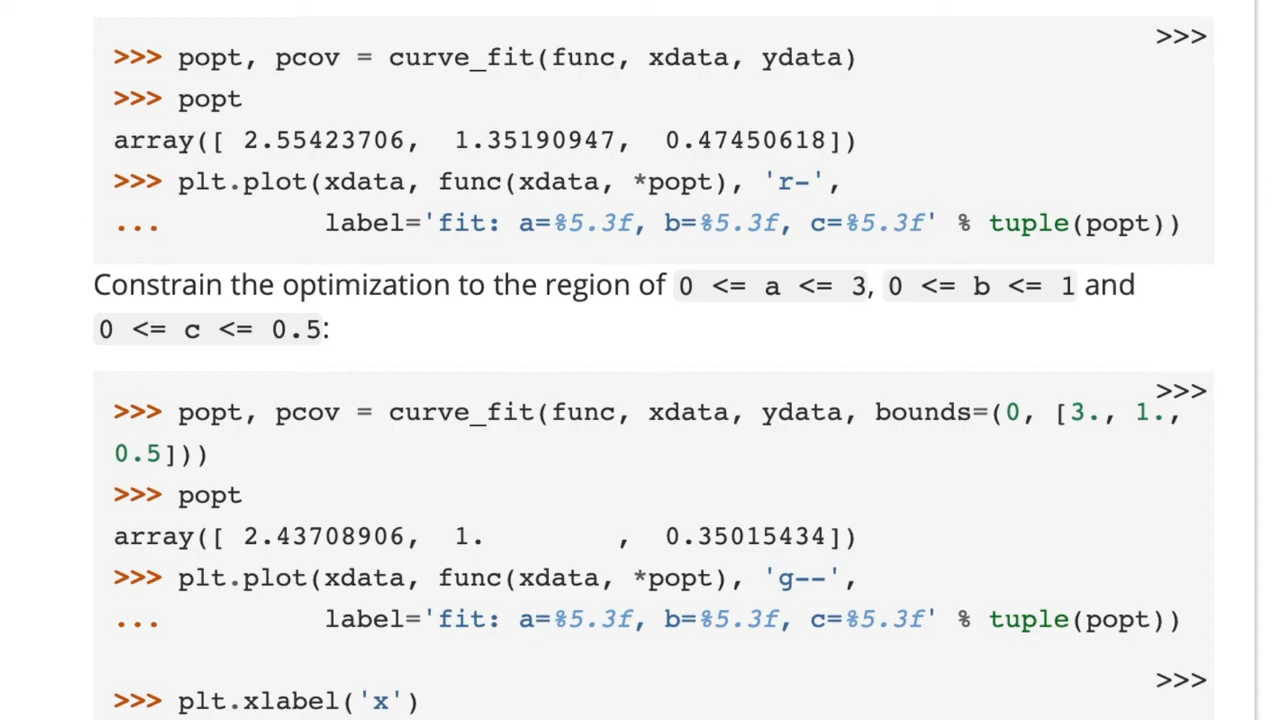 >>>
>>> popt, pcov = curve_fit(func, xdata, ydata)
>>> popt
array([ 2.55423706,  1.35190947,  0.47450618])
>>> plt.plot(xdata, func(xdata, *popt), 'r-',
...          label='fit: a=%5.3f, b=%5.3f, c=%5.3f' % tuple(popt))
Constrain the optimization to the region of 0 <= a <= 3, 0 <= b <= 1 and
0 <= c <= 0.5:
>>>
>>> popt, pcov = curve_fit(func, xdata, ydata, bounds=(0, [3., 1.,
0.5]))
>>> popt
array([ 2.43708906,  1.        ,  0.35015434])
>>> plt.plot(xdata, func(xdata, *popt), 'g--',
...          label='fit: a=%5.3f, b=%5.3f, c=%5.3f' % tuple(popt))
>>>
>>> plt.xlabel('x')